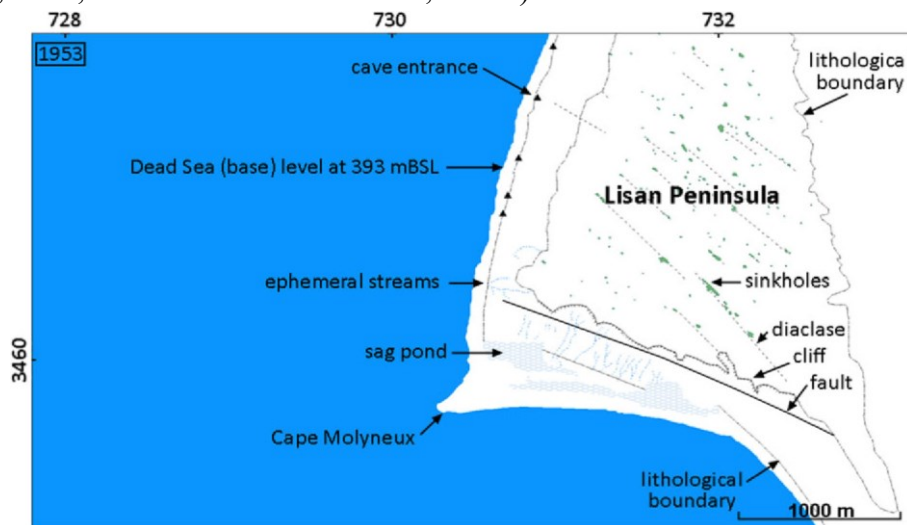 728
730
732
1953
cave entrance
lithologica
boundary
Dead Sea (base) level at 393 mBSL
Lisan Peninsula
ephemeral streams
sinkholes
diaclase
3460
sag pond
cliff
fault
Cape Molyneux
lithological
boundary
1000 m